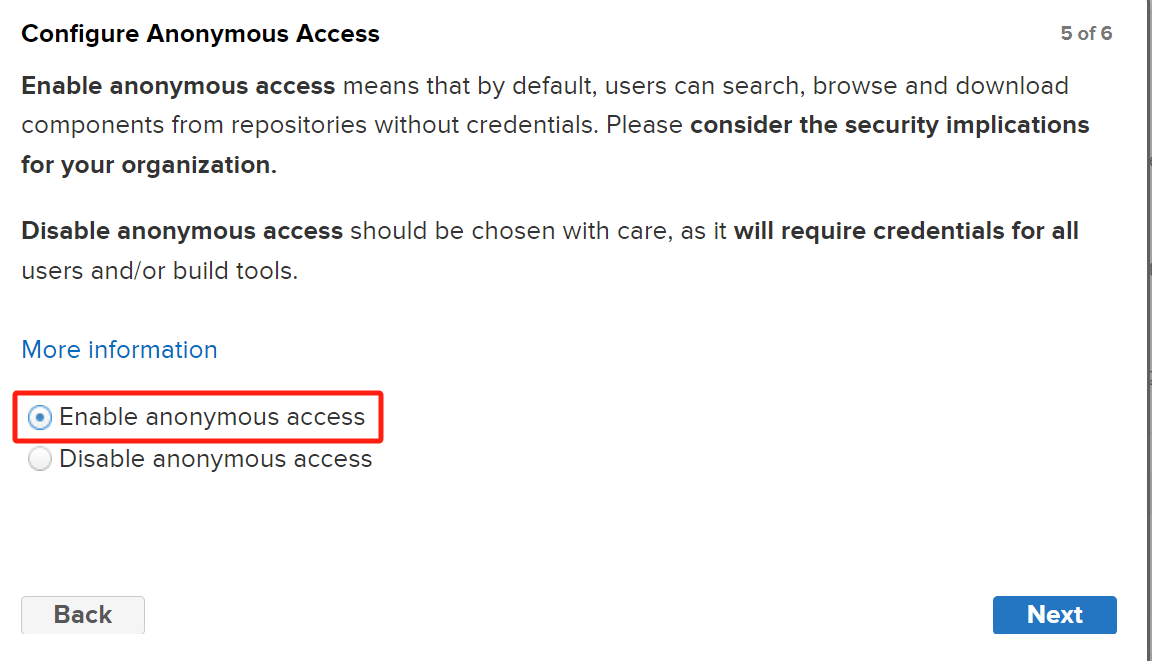 Configure Anonymous Access
5 of 6
Enable anonymous access means that by default, users can search, browse and download
components from repositories without credentials. Please consider the security implications
for your organization.
Disable anonymous access should be chosen with care, as it will require credentials for all
users and/or build tools.
More information
Enable anonymous access
Disable anonymous access
Back
Next